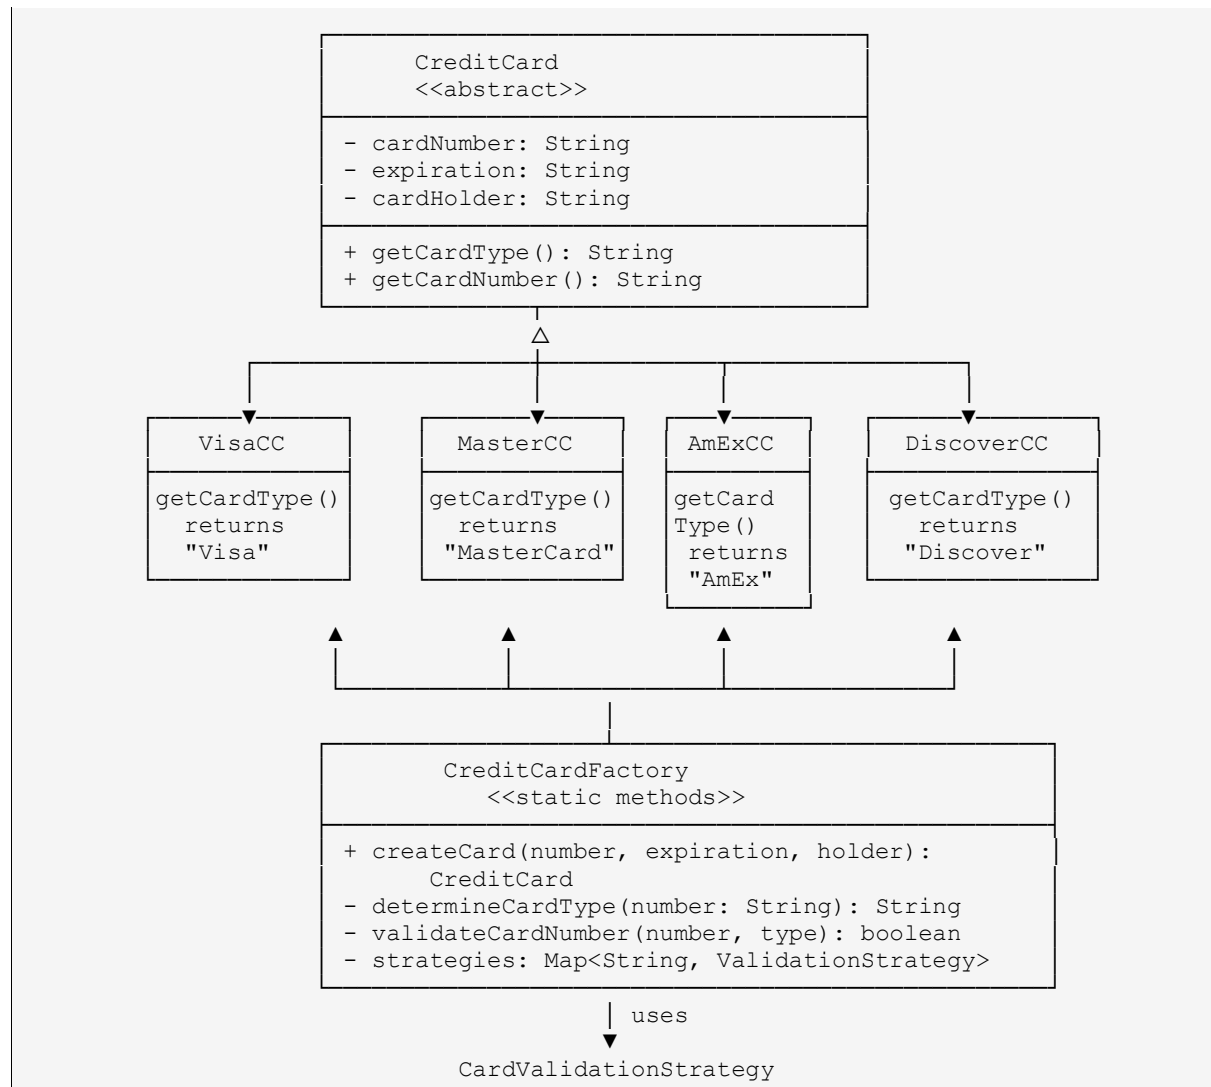 CreditCard
<<abstract>>
- cardNumber: String
- expiration: String
- cardHolder: String
+ getCardType(): String
+ getCardNumber(): String
VisaCC
getCardType()
returns
"Visa"
MasterCC
getCardType()
returns
"MasterCard"
AmExCC
getCard
Type()
returns
"AmEx"
DiscoverCC
getCardType()
returns
"Discover"
CreditCardFactory
<<static methods>>
+ createCard(number, expiration, holder):
CreditCard
- determineCardType(number: String): String
- validateCardNumber(number, type): boolean
- strategies: Map<String, ValidationStrategy>
uses
CardValidationStrategy